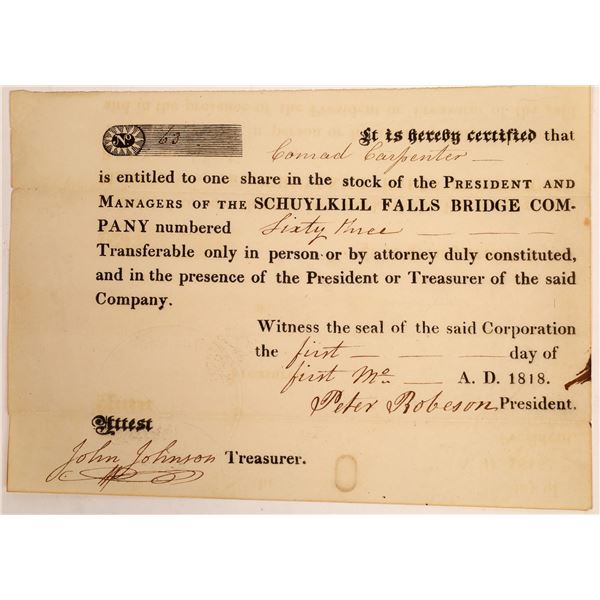 No 63 It is hereby certified that
Conrad Carpenter
is entitled to one share in the stock of the PRESIDENT AND
MANAGERS OF THE SCHUYLKILL FALLS BRIDGE COM-
PANY numbered Sixty three
Transferable only in person or by attorney duly constituted,
and in the presence of the President or Treasurer of the said
Company.
Witness the seal of the said Corporation
the first day of
first Mo. A. D. 1818.
Peter Robeson, President.
Attest
John Johnson Treasurer.